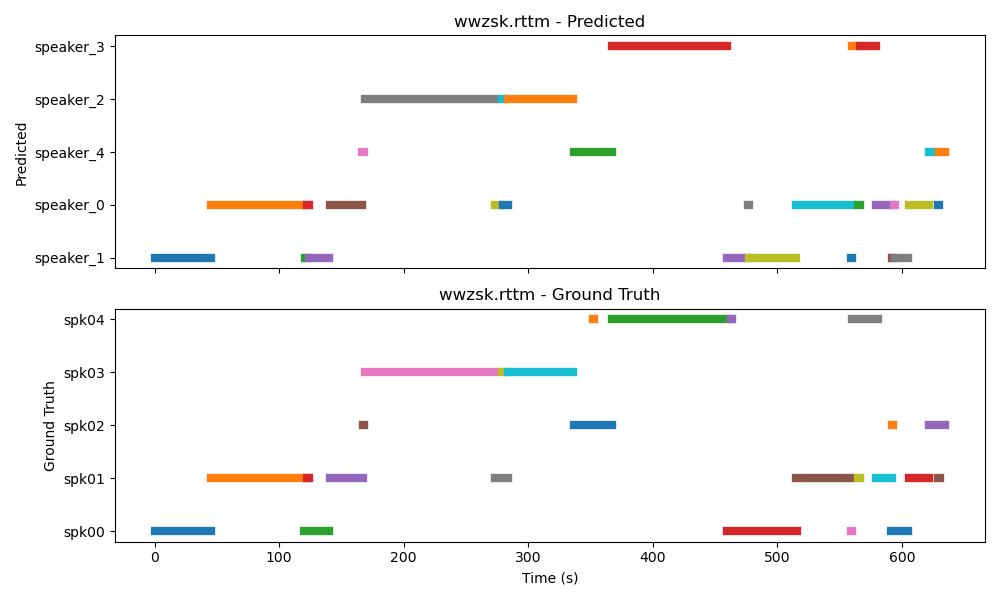 wwzsk.rttm - Predicted
speaker_3
speaker_2
speaker_4
speaker_0
speaker_1
Predicted
wwzsk.rttm - Ground Truth
spk04
spk03
spk02
spk01
spk00
Ground Truth
0 100 200 300 400 500 600
Time (s)